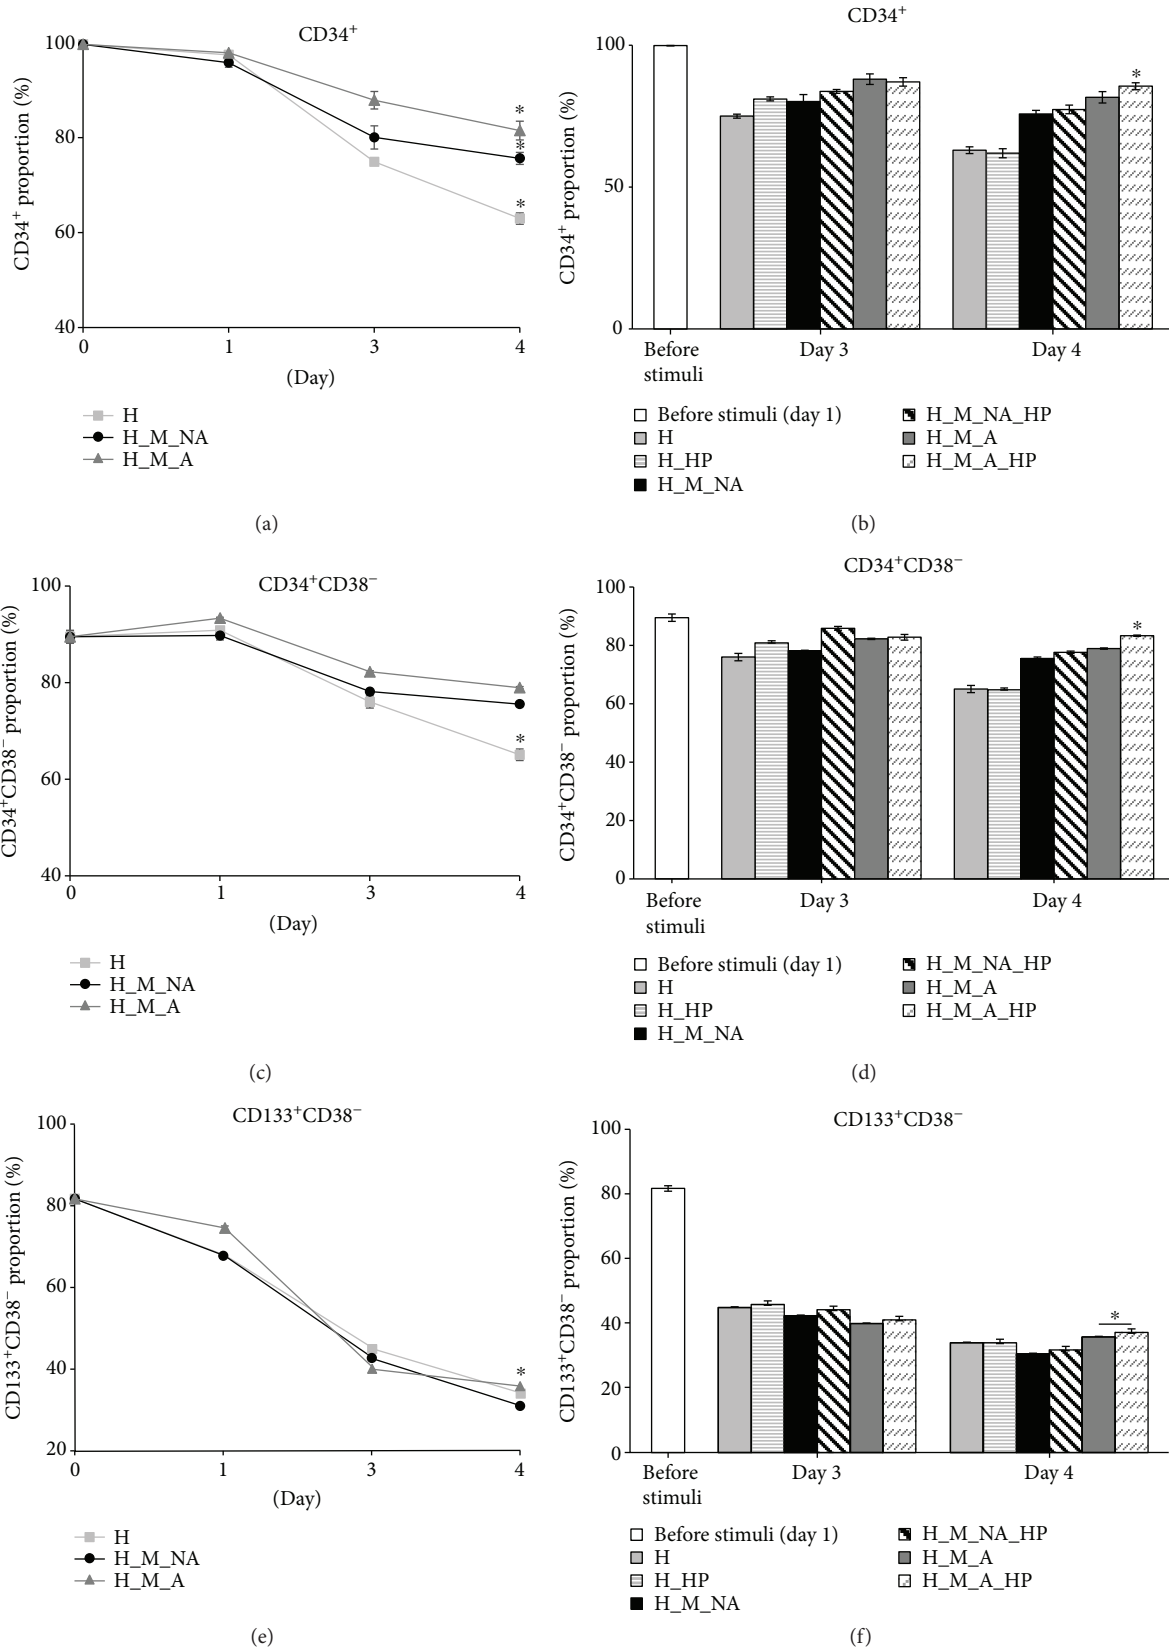 CD34⁺
100
80
60
40
CD34⁺ proportion (%)
*
*
*
0 1 3 4
(Day)
H
H_M_NA
H_M_A
(a)
CD34⁺
100
50
0
CD34⁺ proportion (%)
*
Before stimuli
Day 3
Day 4
Before stimuli (day 1)
H
H_HP
H_M_NA
H_M_NA_HP
H_M_A
H_M_A_HP
(b)
CD34⁺CD38⁻
100
80
60
40
CD34⁺CD38⁻ proportion (%)
*
0 1 3 4
(Day)
H
H_M_NA
H_M_A
(c)
CD34⁺CD38⁻
100
80
60
40
20
0
CD34⁺CD38⁻ proportion (%)
*
Before
stimuli
Day 3
Day 4
Before stimuli (day 1)
H
H_HP
H_M_NA
H_M_NA_HP
H_M_A
H_M_A_HP
(d)
CD133⁺CD38⁻
100
80
60
40
20
CD133⁺CD38⁻ proportion (%)
*
0 1 3 4
(Day)
H
H_M_NA
H_M_A
(e)
CD133⁺CD38⁻
100
80
60
40
20
0
CD133⁺CD38⁻ proportion (%)
*
Before
stimuli
Day 3
Day 4
Before stimuli (day 1)
H
H_HP
H_M_NA
H_M_NA_HP
H_M_A
H_M_A_HP
(f)